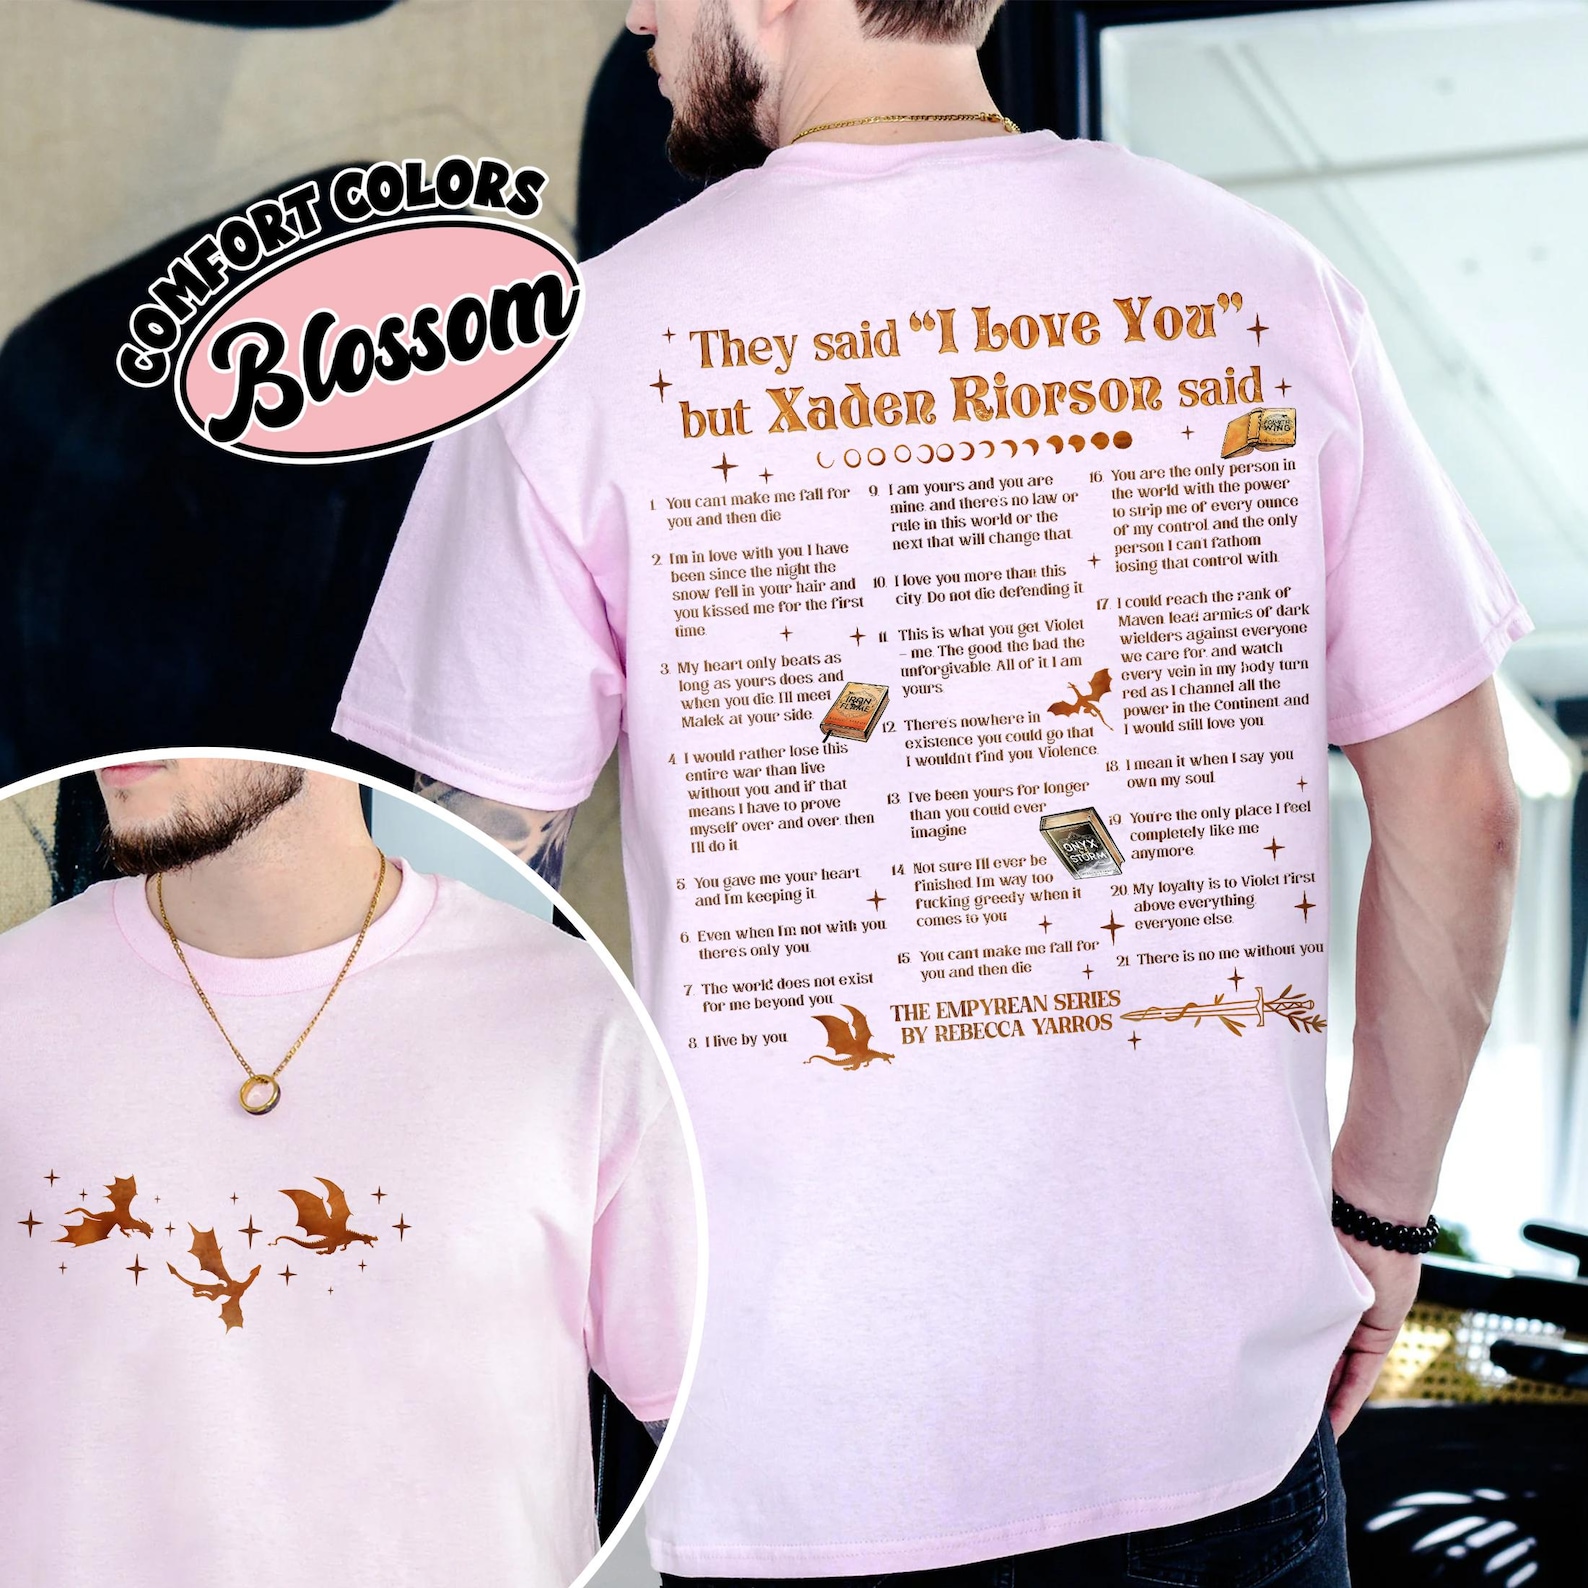 COMFORT COLORS
Blossom
They said “I Love You”
but Xaden Riorson said
1. You cant make me fall for
you and then die
2. I'm in love with you I have
been since the night the
snow fell in your hair and
you kissed me for the first
time.
3. My heart only beats as
long as yours does and
when you die I'll meet
Malek at your side.
4. I would rather lose this
entire war than live
without you and if that
means I have to prove
myself over and over, then
I'll do it.
5. You gave me your heart
and I'm keeping it.
6. Even when I'm not with you
there's only you.
7. The world does not exist
for me beyond you.
8. I live by you
9. I am yours and you are
mine, and there's no law or
rule in this world or the
next that will change that.
10. I love you more than this
city. Do not die defending it
11. This is what you get Violet
– me. The good the bad the
unforgivable. All of it I am
yours.
12. There's nowhere in
existence you could go that
I wouldn't find you Violence.
13. I've been yours for longer
than you could ever
imagine
14. Not sure I'll ever be
finished I'm way too
fucking greedy when it
comes to you
15. You cant make me fall for
you and then die
16. You are the only person in
the world with the power
to strip me of every ounce
of my control, and the only
person I can't fathom
losing that control with.
17. I could reach the rank of
Maven lead armies of dark
wielders against everyone
we care for, and watch
every vein in my body turn
red as I channel all the
power in the Continent and
I would still love you.
18. I mean it when I say you
own my soul.
19. You're the only place I feel
completely like me
anymore.
20. My loyalty is to Violet first
above everything,
everyone else.
21. There is no me without you
FOURTH
WING
IRON
FLAME
ONYX
STORM
THE EMPYREAN SERIES
BY REBECCA YARROS